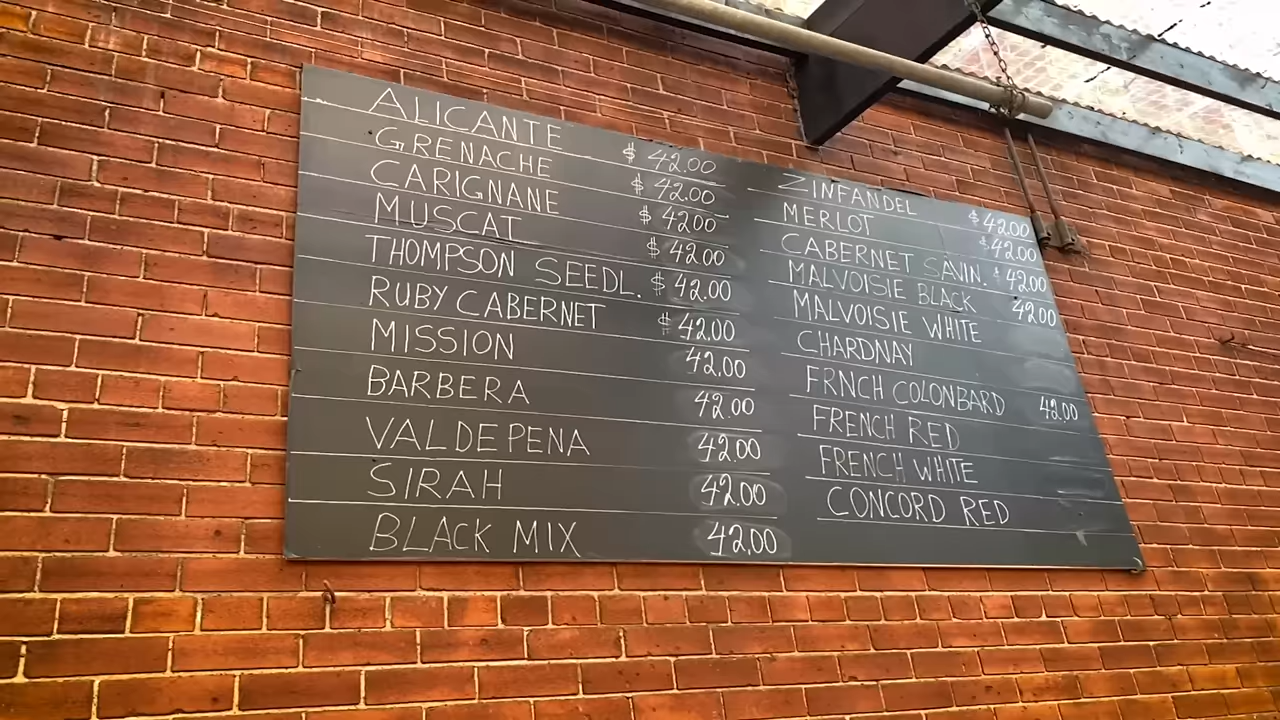 ALICANTE $ 42.00
GRENACHE $ 42.00
CARIGNANE $ 42.00
MUSCAT $ 42.00
THOMPSON SEEDL. $ 42.00
RUBY CABERNET $ 42.00
MISSION 42.00
BARBERA 42.00
VALDEPENA 42.00
SIRAH 42.00
BLACK MIX 42.00
ZINFANDEL $ 42.00
MERLOT $ 42.00
CABERNET SAVIN. $ 42.00
MALVOISIE BLACK 42.00
MALVOISIE WHITE
CHARDNAY
FRNCH COLONBARD 42.00
FRENCH RED
FRENCH WHITE
CONCORD RED